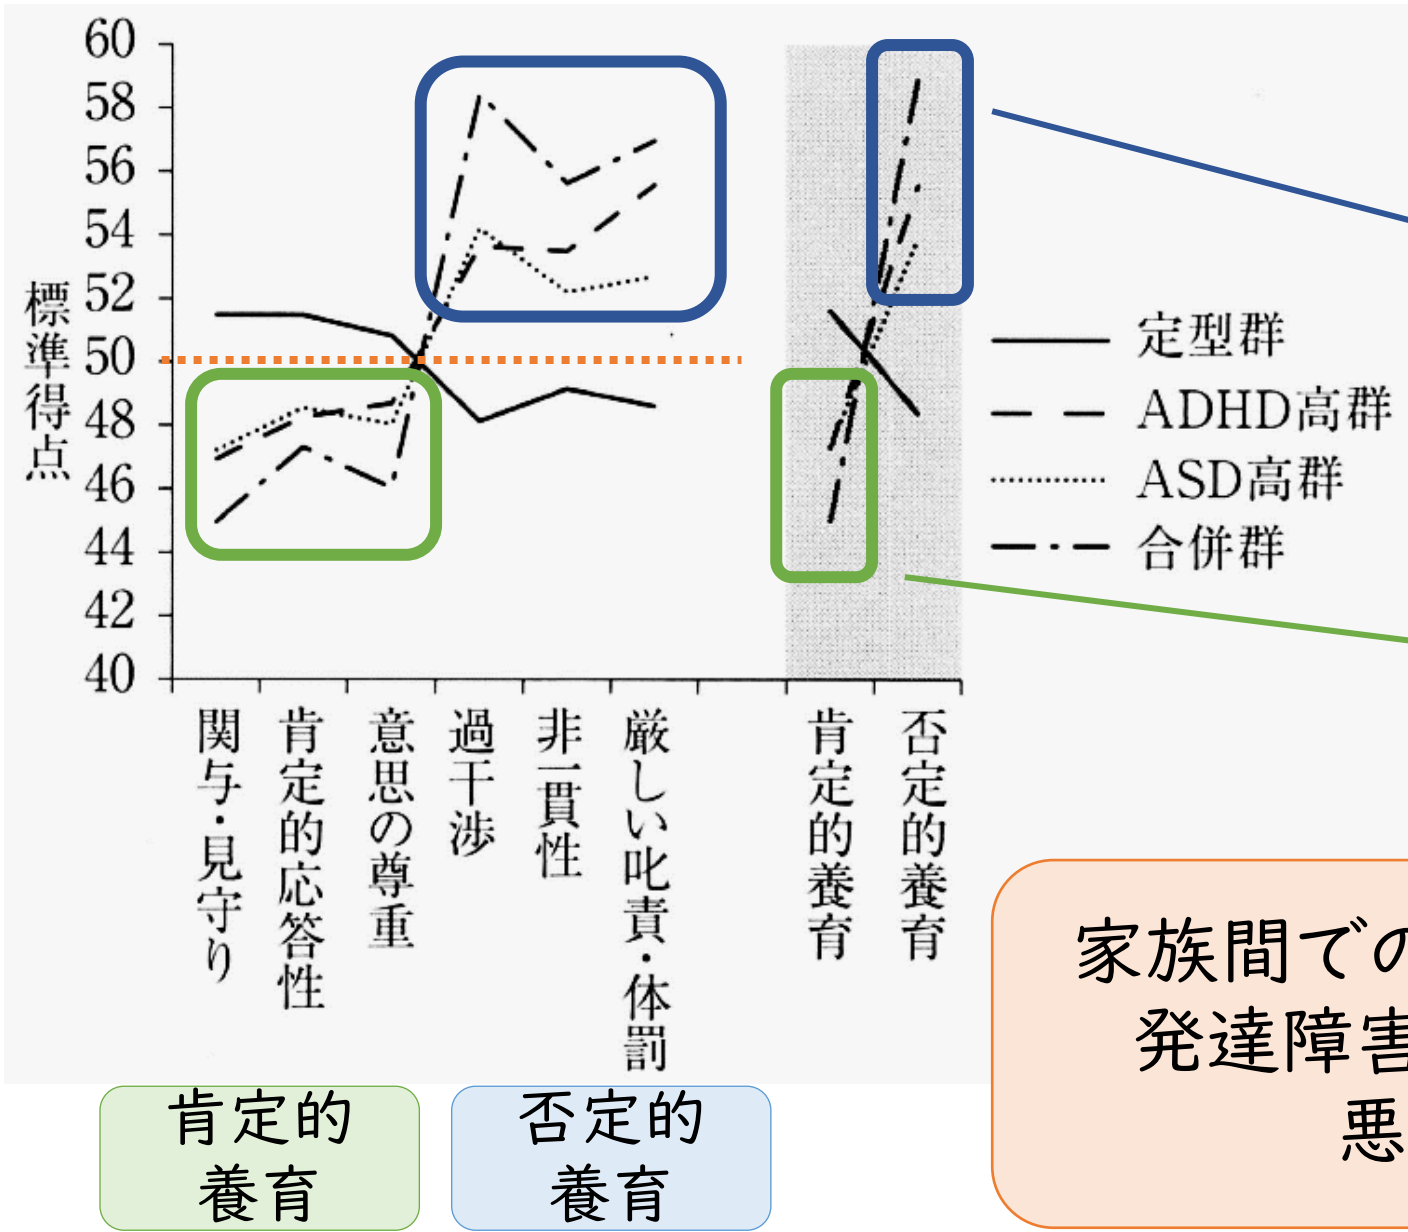 60
58
56
54
52
50
48
46
44
42
40
標準得点
関与・見守り
肯定的応答性
意思の尊重
過干渉
非一貫性
厳しい叱責・体罰
肯定的養育
否定的養育
定型群
ADHD高群
ASD高群
合併群
肯定的
養育
否定的
養育
家族間での
発達障害
悪